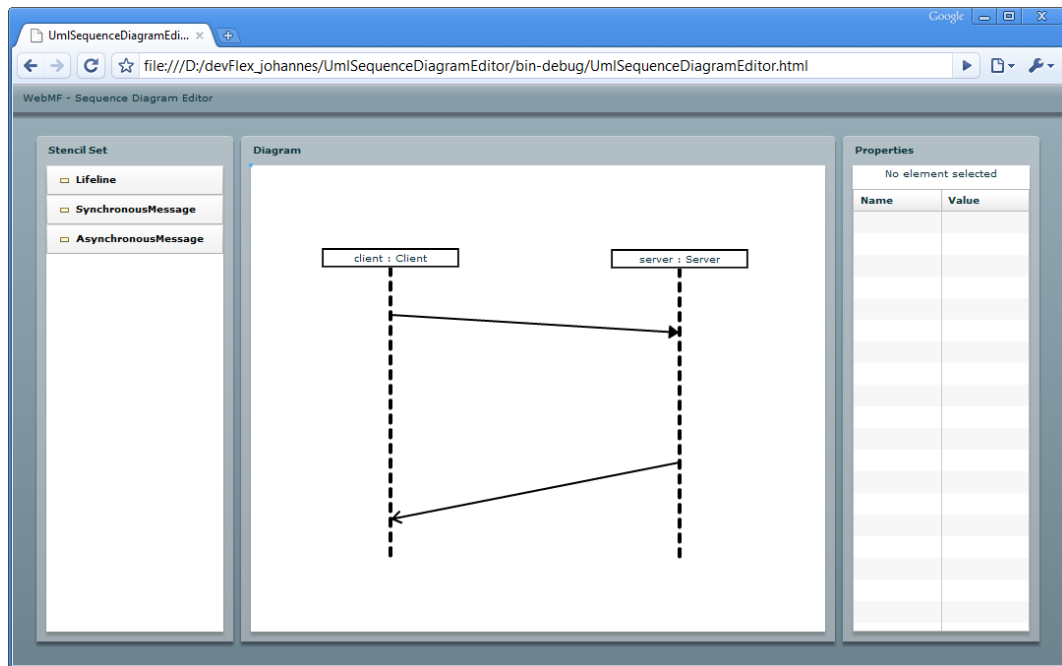 Google
UmlSequenceDiagramEdi...
file:///D:/devFlex_johannes/UmlSequenceDiagramEditor/bin-debug/UmlSequenceDiagramEditor.html
WebMF - Sequence Diagram Editor
Stencil Set
Lifeline
SynchronousMessage
AsynchronousMessage
Diagram
client : Client
server : Server
Properties
No element selected
Name Value